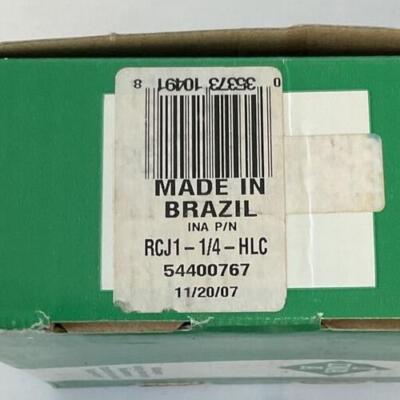 0 35373 10491 8
MADE IN
BRAZIL
INA P/N
RCJ1-1/4-HLC
54400767
11/20/07